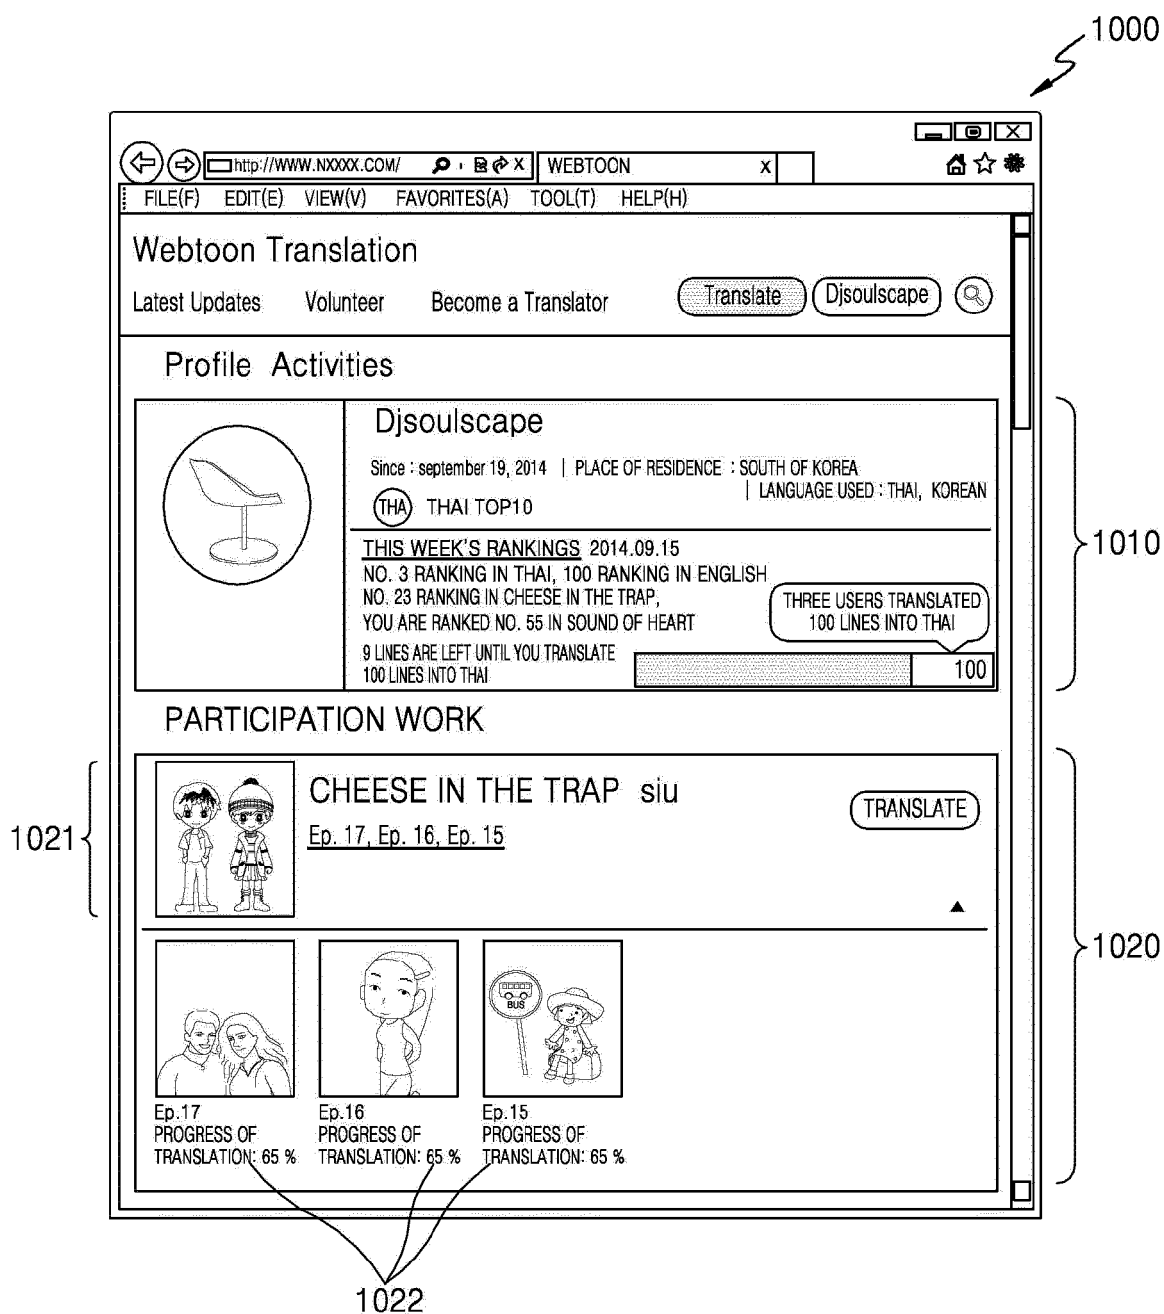 1000
http://WWW.NXXXX.COM/ X WEBTOON X
FILE(F) EDIT(E) VIEW(V) FAVORITES(A) TOOL(T) HELP(H)
Webtoon Translation
Latest Updates Volunteer Become a Translator Translate Djsoulscape
Profile Activities
Djsoulscape
Since : september 19, 2014 | PLACE OF RESIDENCE : SOUTH OF KOREA
| LANGUAGE USED : THAI, KOREAN
THA THAI TOP10
1010
THIS WEEK'S RANKINGS 2014.09.15
NO. 3 RANKING IN THAI, 100 RANKING IN ENGLISH
NO. 23 RANKING IN CHEESE IN THE TRAP,
YOU ARE RANKED NO. 55 IN SOUND OF HEART
THREE USERS TRANSLATED
100 LINES INTO THAI
9 LINES ARE LEFT UNTIL YOU TRANSLATE
100 LINES INTO THAI
100
PARTICIPATION WORK
1021
CHEESE IN THE TRAP siu
Ep. 17, Ep. 16, Ep. 15
TRANSLATE
▲
1020
BUS
Ep.17
PROGRESS OF
TRANSLATION: 65 %
Ep.16
PROGRESS OF
TRANSLATION: 65 %
Ep.15
PROGRESS OF
TRANSLATION: 65 %
1022